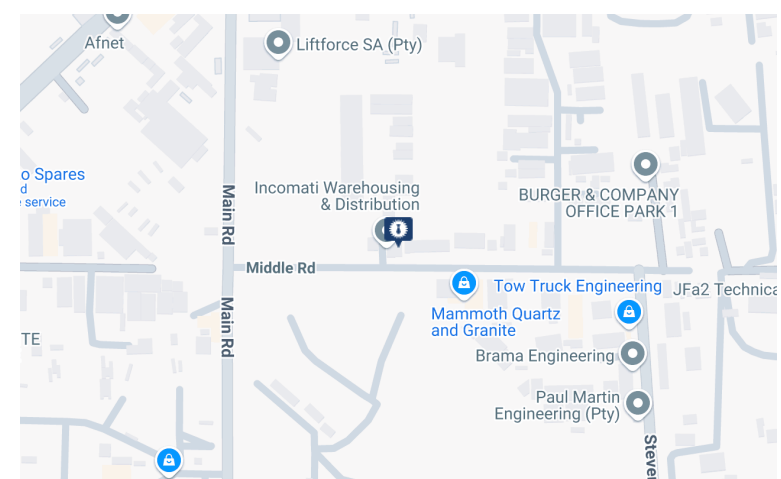 Afnet
Liftforce SA (Pty)
o Spares
d
service
Main Rd
Incomati Warehousing
& Distribution
BURGER & COMPANY
OFFICE PARK 1
Middle Rd
Tow Truck Engineering
JFa2 Technica
Mammoth Quartz
and Granite
Main Rd
TE
Brama Engineering
Paul Martin
Engineering (Pty)
Steve